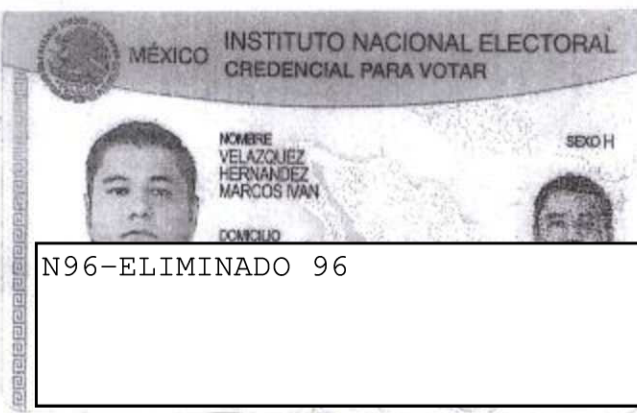 MÉXICO
INSTITUTO NACIONAL ELECTORAL
CREDENCIAL PARA VOTAR
NOMBRE
VELAZQUEZ
HERNANDEZ
MARCOS IVAN
SEXO H
DOMICILIO
N96-ELIMINADO 96